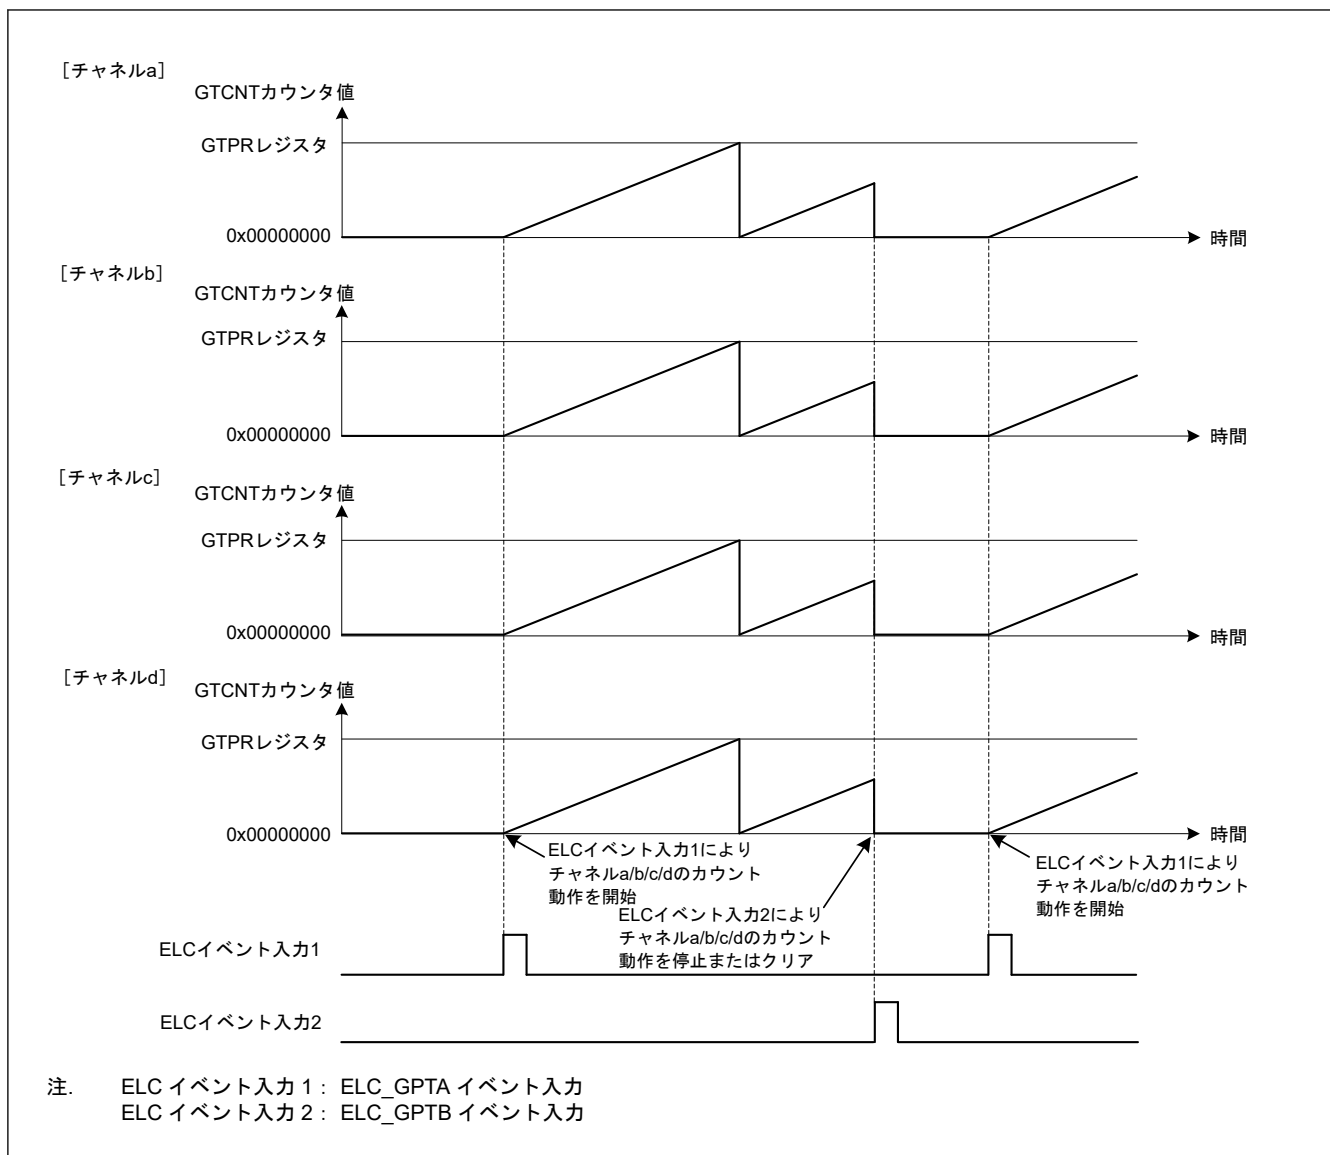 ［チャネルa］
GTCNTカウンタ値
GTPRレジスタ
0x00000000
時間
［チャネルb］
GTCNTカウンタ値
GTPRレジスタ
0x00000000
時間
［チャネルc］
GTCNTカウンタ値
GTPRレジスタ
0x00000000
時間
［チャネルd］
GTCNTカウンタ値
GTPRレジスタ
0x00000000
時間
ELCイベント入力1により
チャネルa/b/c/dのカウント
動作を開始
ELCイベント入力2により
チャネルa/b/c/dのカウント
動作を停止またはクリア
ELCイベント入力1により
チャネルa/b/c/dのカウント
動作を開始
ELCイベント入力1
ELCイベント入力2
注. ELC イベント入力 1： ELC_GPTA イベント入力
ELC イベント入力 2： ELC_GPTB イベント入力